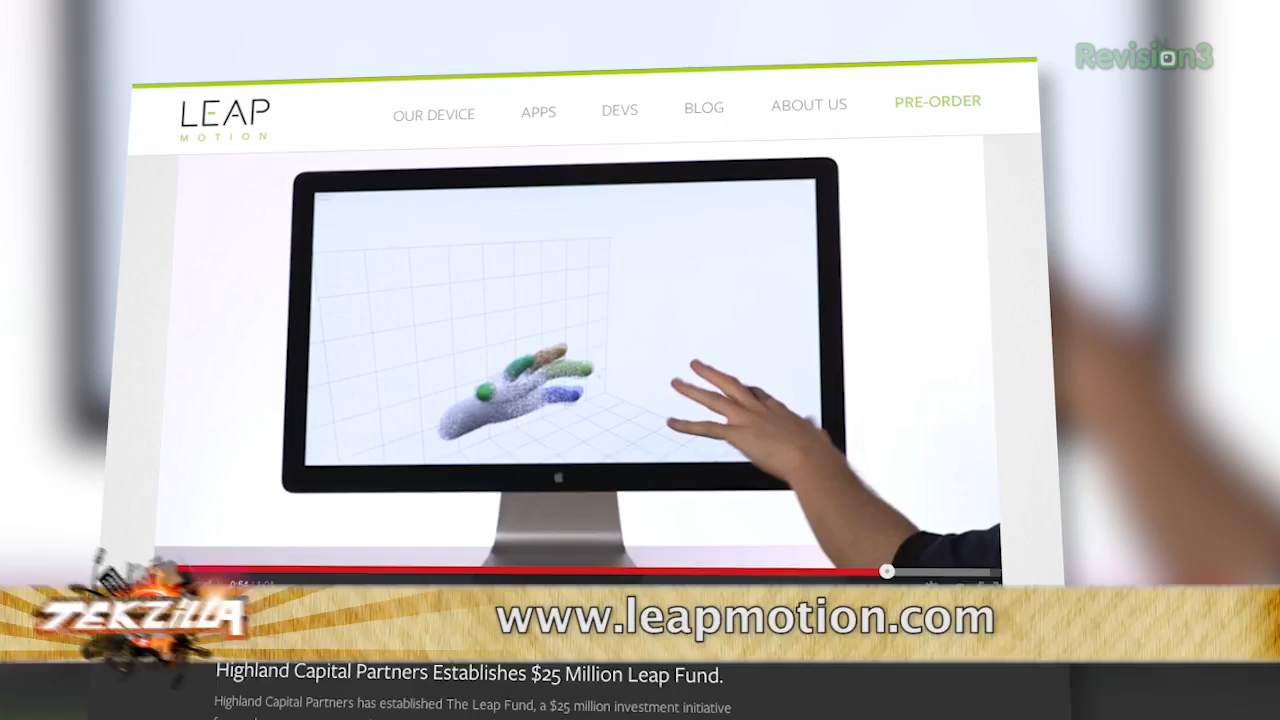 Revision3
LEAP
MOTION
OUR DEVICE APPS DEVS BLOG ABOUT US PRE-ORDER
TEKZILLA
www.leapmotion.com
Highland Capital Partners Establishes $25 Million Leap Fund.
Highland Capital Partners has established The Leap Fund, a $25 million investment initiative